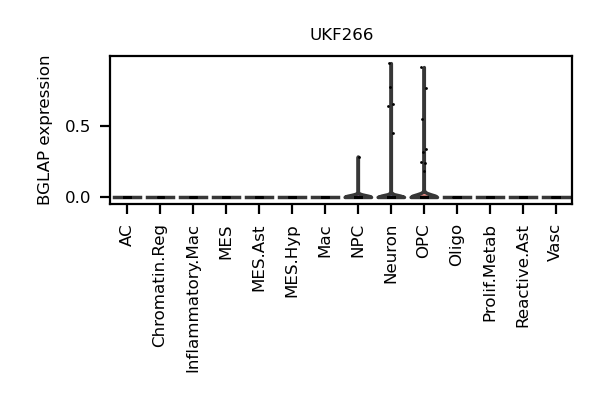 UKF266
BGLAP expression
0.5
0.0
AC
Chromatin.Reg
Inflammatory.Mac
MES
MES.Ast
MES.Hyp
Mac
NPC
Neuron
OPC
Oligo
Prolif.Metab
Reactive.Ast
Vasc